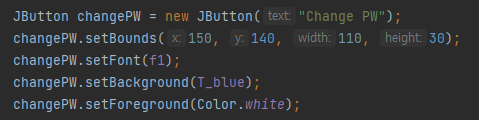 JButton changePW = new JButton( text: "Change PW");
changePW.setBounds( x: 150, y: 140, width: 110, height: 30);
changePW.setFont(f1);
changePW.setBackground(T_blue);
changePW.setForeground(Color.white);